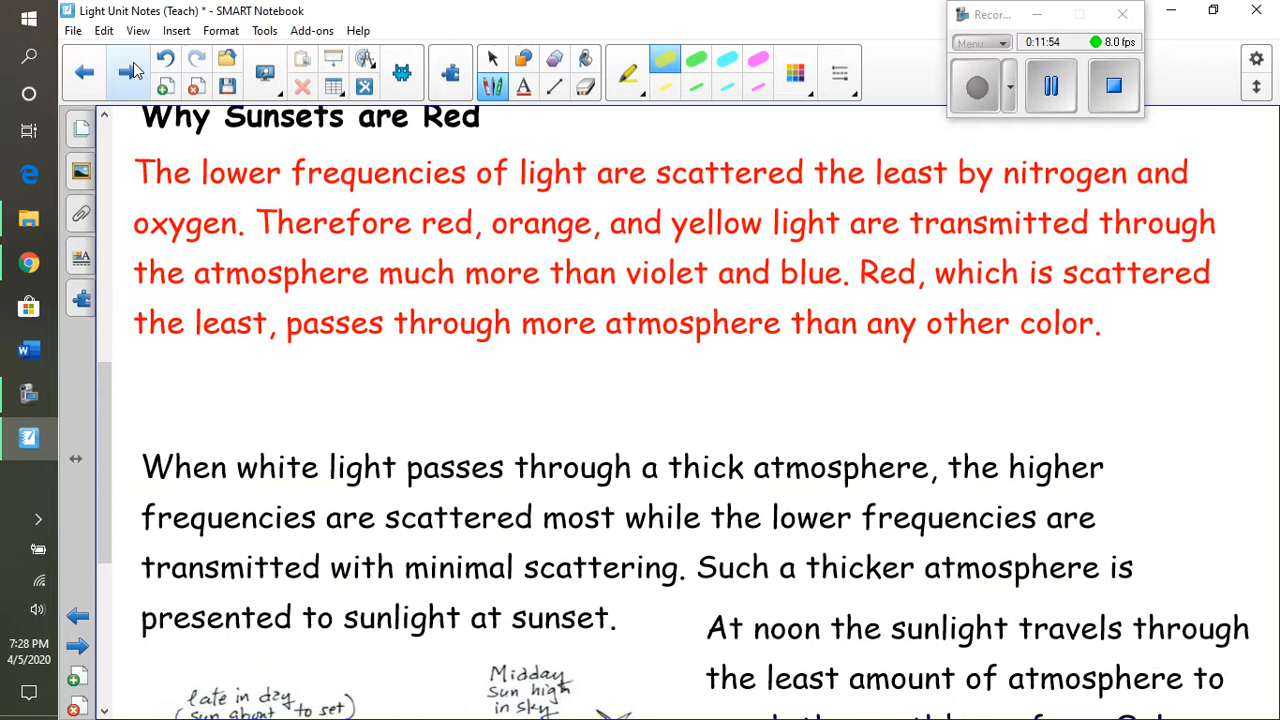 Light Unit Notes (Teach) * - SMART Notebook
Recor...
File Edit View Insert Format Tools Add-ons Help
Menu
0:11:54
8.0 fps
Why Sunsets are Red
The lower frequencies of light are scattered the least by nitrogen and
oxygen. Therefore red, orange, and yellow light are transmitted through
the atmosphere much more than violet and blue. Red, which is scattered
the least, passes through more atmosphere than any other color.
When white light passes through a thick atmosphere, the higher
frequencies are scattered most while the lower frequencies are
transmitted with minimal scattering. Such a thicker atmosphere is
presented to sunlight at sunset.
At noon the sunlight travels through
the least amount of atmosphere to
late in day
(sun about to set)
Midday
sun high
in sky
7:28 PM
4/5/2020